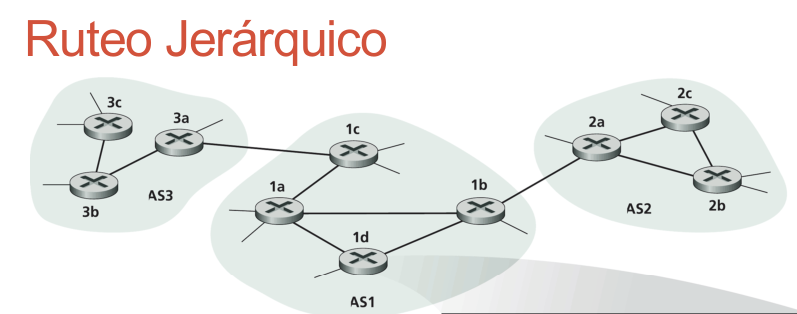 Ruteo Jerárquico
3c
3a
3b
AS3
1c
1a
1b
1d
AS1
2c
2a
2b
AS2